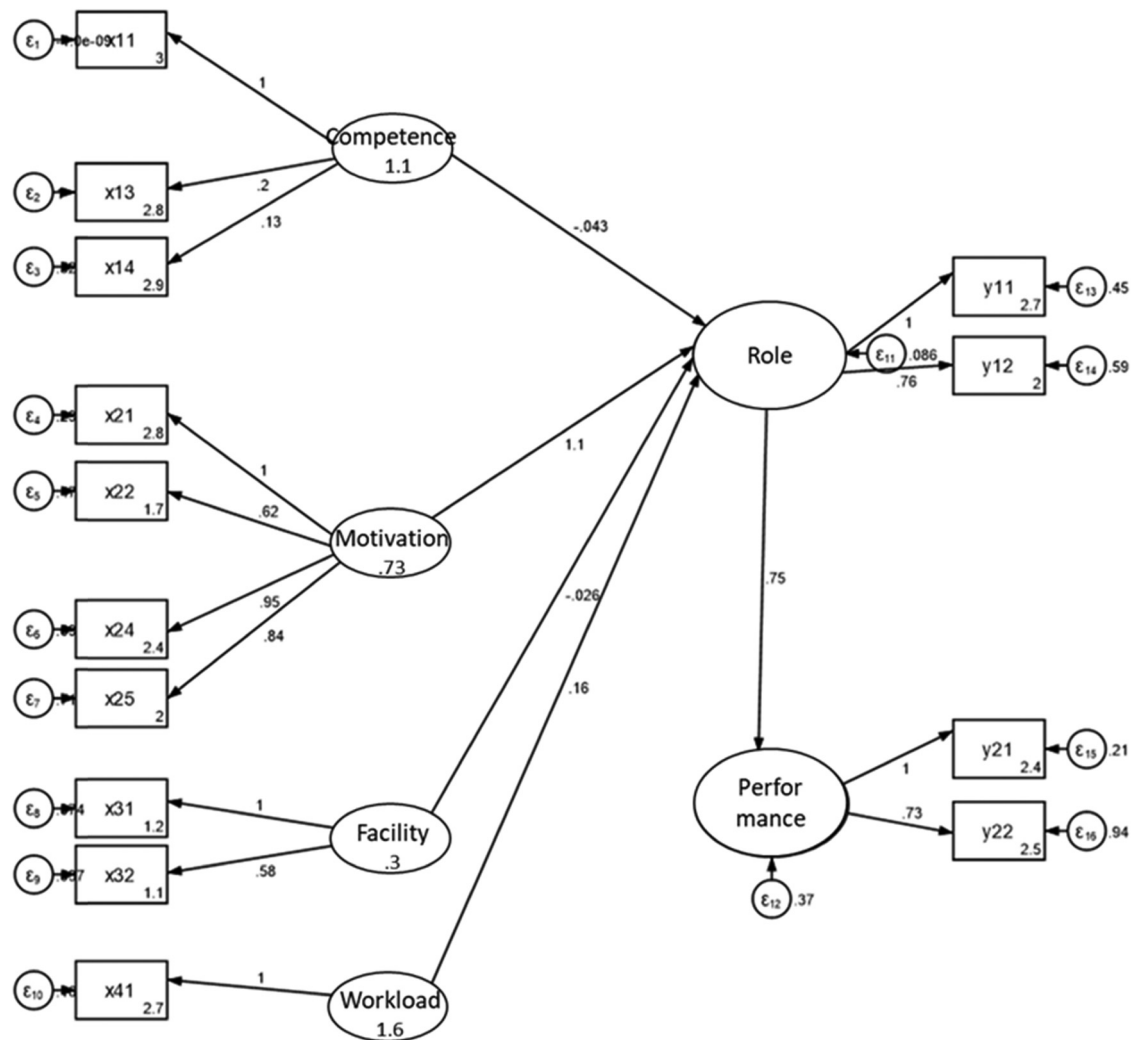 ε1
x11
3
1
Competence
1.1
ε2
x13
2.8
.2
ε3
x14
2.9
.13
-.043
ε4
x21
2.8
1
ε5
x22
1.7
.62
Motivation
.73
1.1
ε6
x24
2.4
.95
ε7
x25
2
.84
ε8
x31
1.2
1
Facility
.3
-.026
ε9
x32
1.1
.58
ε10
x41
2.7
1
Workload
1.6
.16
Role
ε11
.086
y11
2.7
1
ε13
.45
y12
2
.76
ε14
.59
.75
Perfor
mance
ε12
.37
y21
2.4
1
ε15
.21
y22
2.5
.73
ε16
.94